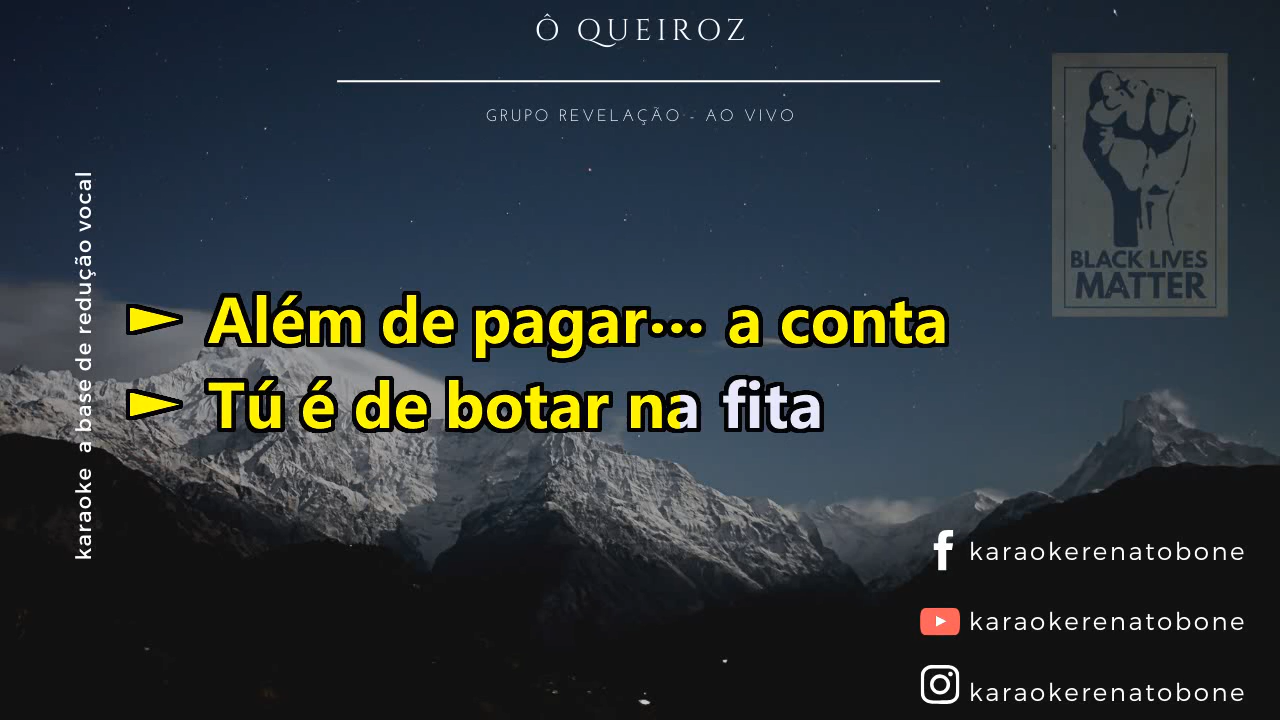 Ô QUEIROZ
GRUPO REVELAÇÃO - AO VIVO
BLACK LIVES
MATTER
karaoke a base de redução vocal
► Além de pagar... a conta
► Tú é de botar na fita
karaokerenatobone
karaokerenatobone
karaokerenatobone